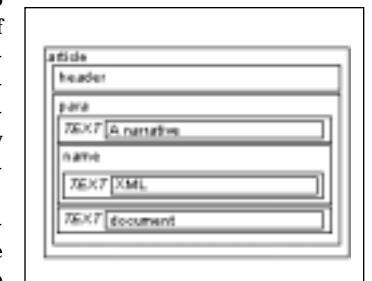 article
header
para
TEXT A narrative
name
TEXT XML
TEXT document